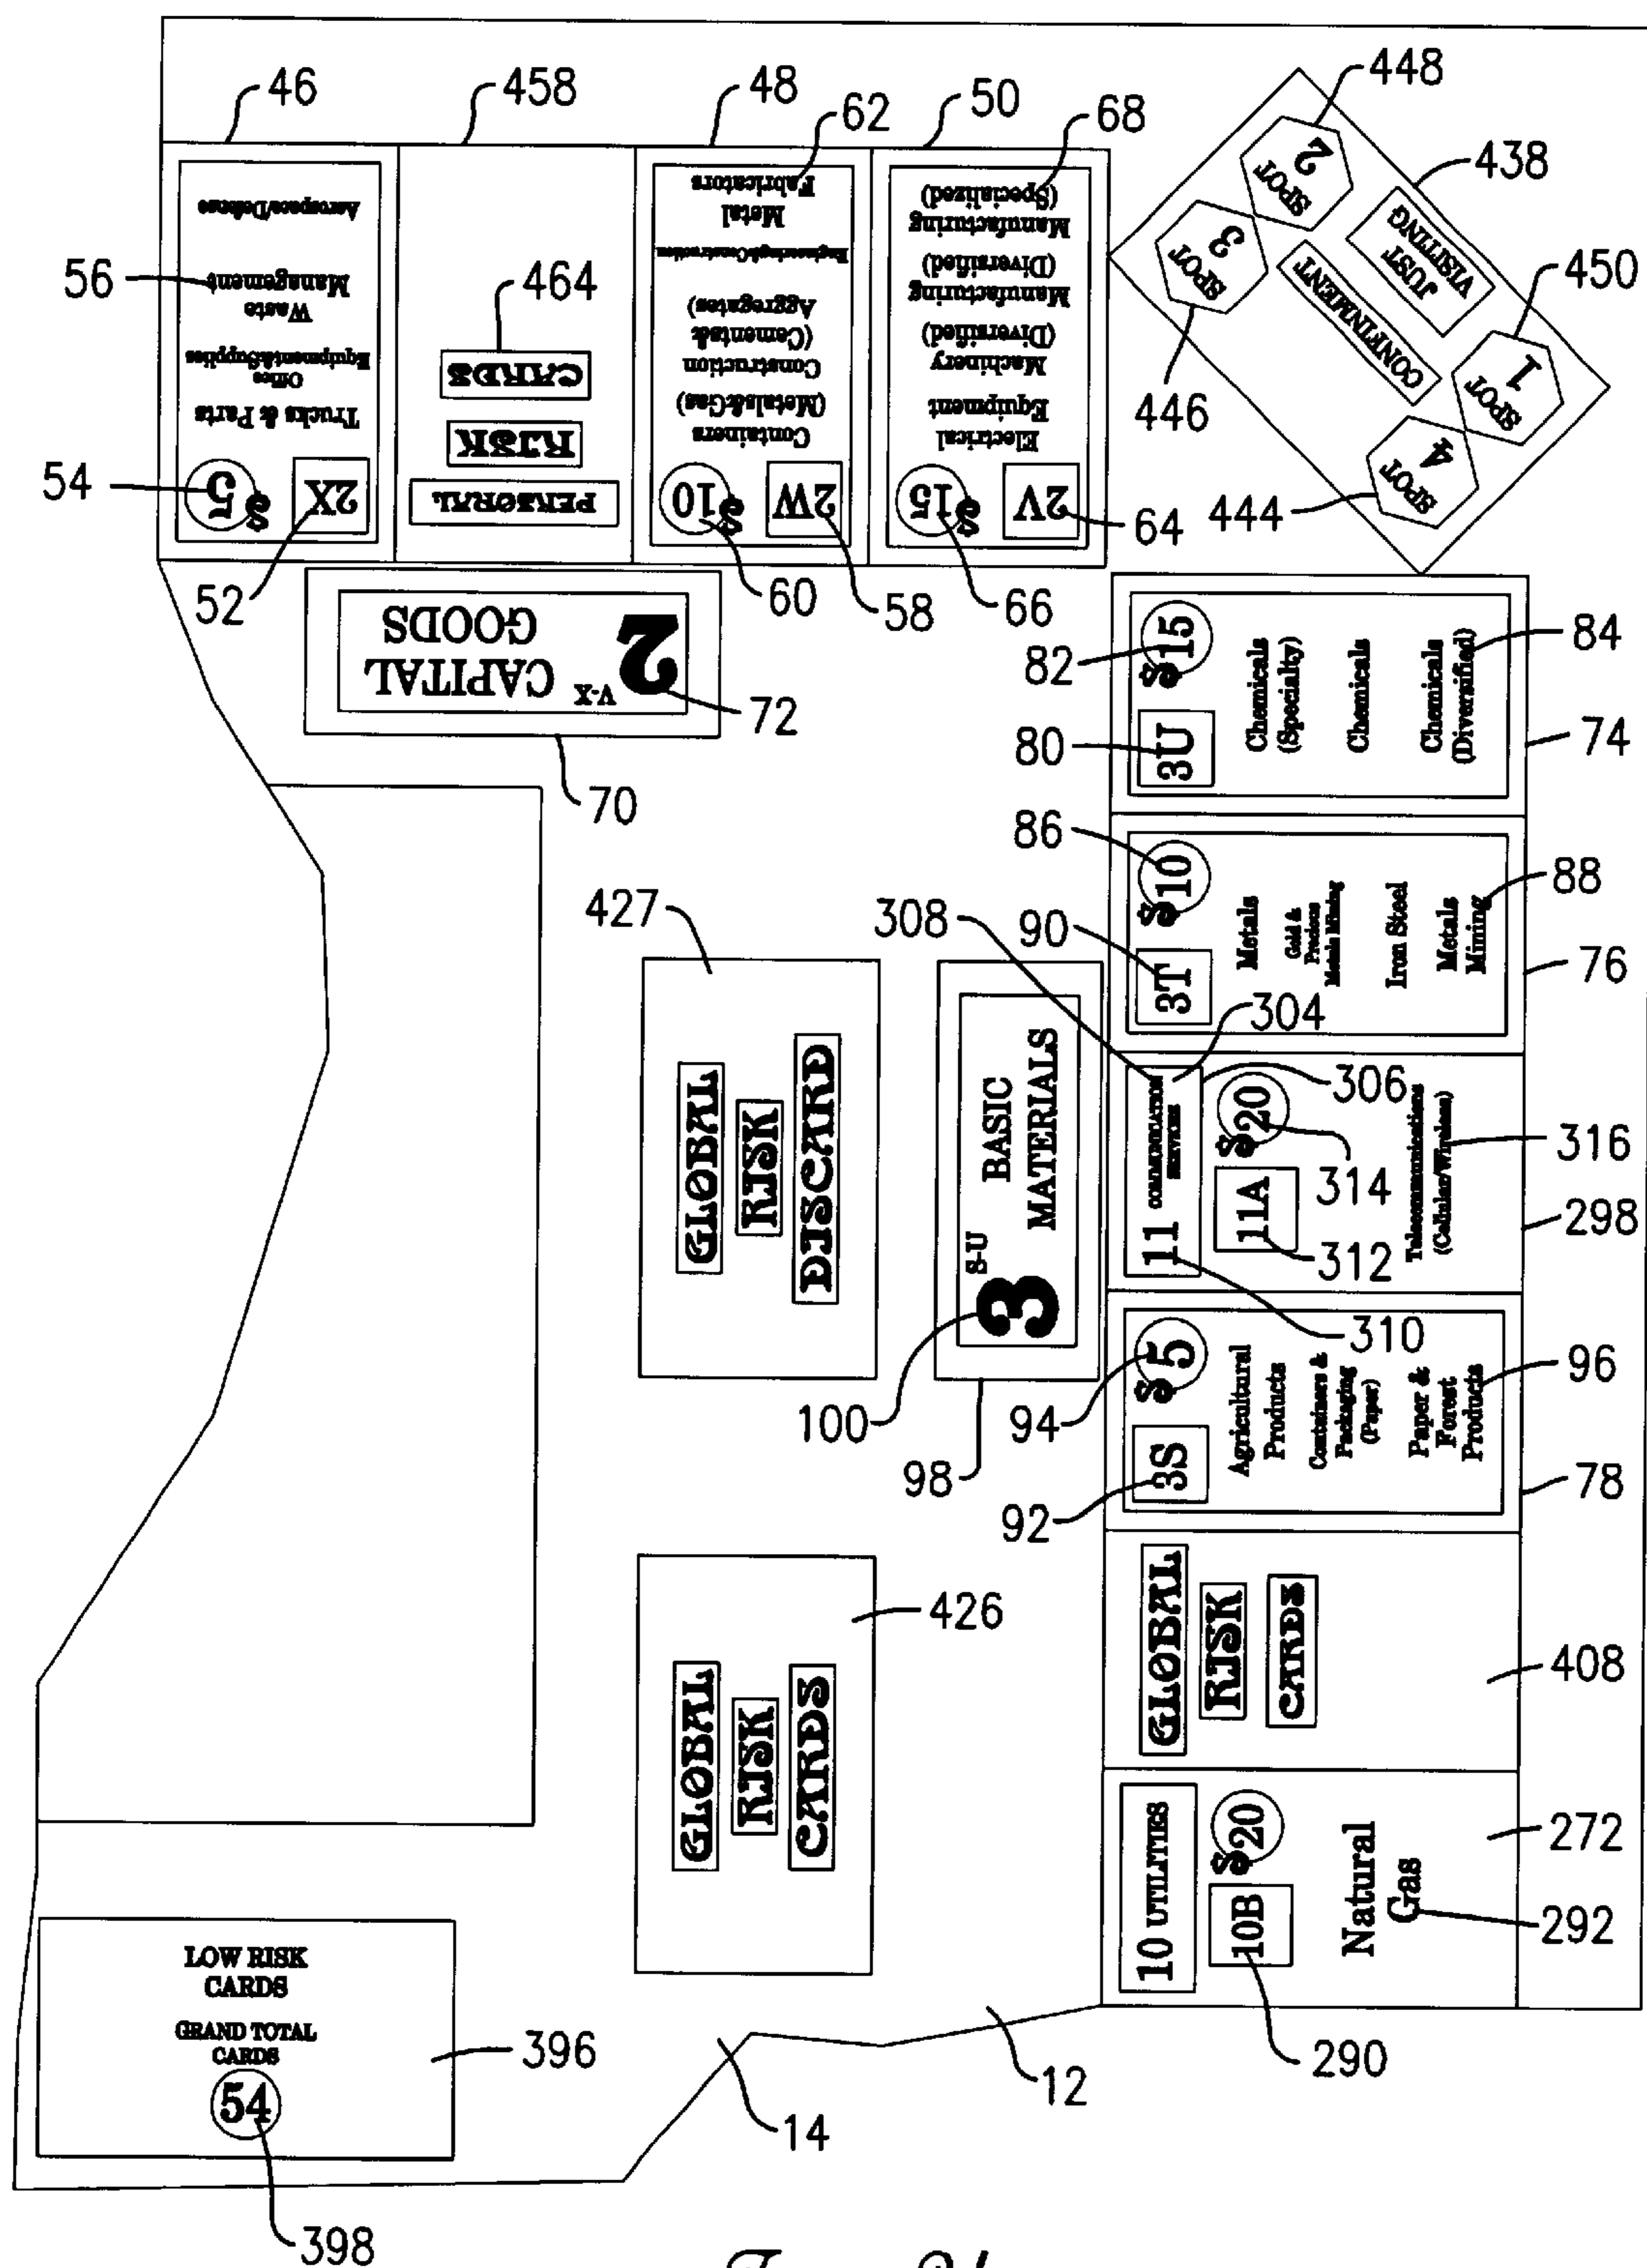 46
458
48
50
448
438
450
446
444
2
SPOT
3
SPOT
JUST
VISITING
CONFINMENT
1
SPOT
4
SPOT
56
54
52
2X
$5
Trucks & Parts
Office
Equipment&Supplies
Waste
Management
Aerospace/Defense
464
PERSONAL
RISK
CARDS
62
60
58
2W
$10
Containers
(Metals&Gas)
Construction
(Cements&
Aggregates)
Engineering&Construction
Metal
Fabricators
68
66
64
2V
$15
Electrical
Equipment
Machinery
(Diversified)
Manufacturing
(Diversified)
Manufacturing
(Specialized)
2
V-X
CAPITAL
GOODS
72
70
82
80
84
74
3U
$15
Chemicals
(Specialty)
Chemicals
Chemicals
(Diversified)
86
90
88
76
3T
$10
Metals
Gold &
Precious
Metals Mining
Iron Steel
Metals
Mining
427
GLOBAL
RISK
DISCARD
308
304
306
3
S-U
BASIC
MATERIALS
100
98
11 COMMUNICATION
SERVICES
11A
$20
Telecommunications
(Cellular/Wireless)
314
312
310
316
298
94
92
96
78
3S
$5
Agricultural
Products
Containers &
Packaging
(Paper)
Paper &
Forest
Products
426
GLOBAL
RISK
CARDS
GLOBAL
RISK
CARDS
408
10 UTILITIES
10B
$20
Natural
Gas
272
292
290
LOW RISK
CARDS
GRAND TOTAL
CARDS
54
396
398
14
12